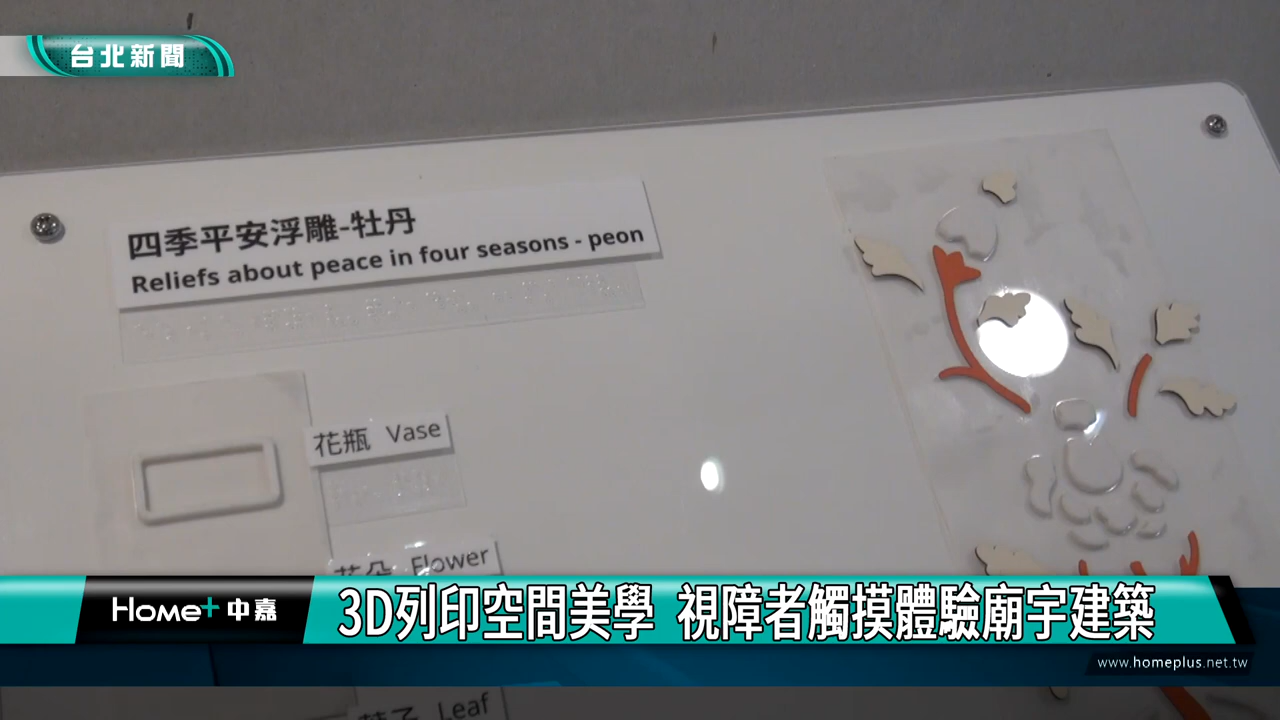 台北新聞
四季平安浮雕-牡丹
Reliefs about peace in four seasons - peon
花瓶 Vase
花朵 Flower
Home+中嘉
3D列印空間美學 視障者觸摸體驗廟宇建築
www.homeplus.net.tw
Leaf